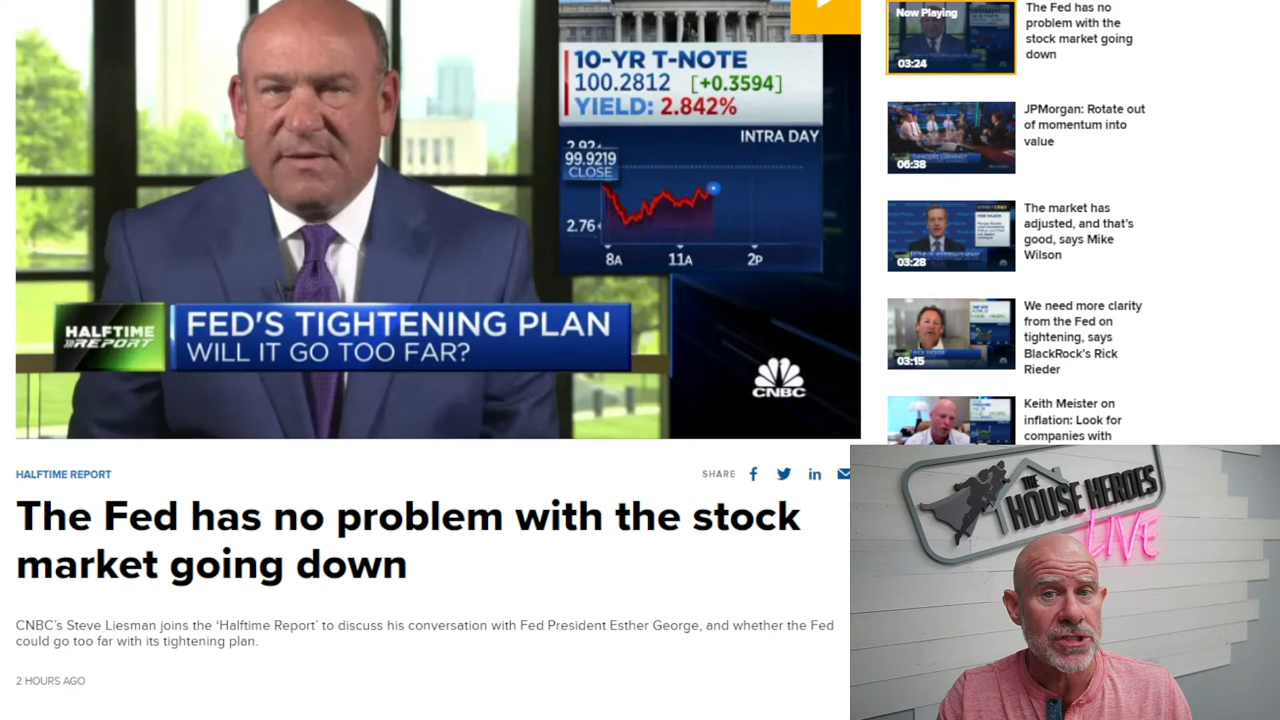 10-YR T-NOTE
100.2812 [+0.3594]
YIELD: 2.842%
INTRA DAY
99.9219
CLOSE
2.76
8A 11A 2P
HALFTIME
REPORT
FED'S TIGHTENING PLAN
WILL IT GO TOO FAR?
CNBC
HALFTIME REPORT
SHARE
The Fed has no problem with the stock
market going down
CNBC's Steve Liesman joins the 'Halftime Report' to discuss his conversation with Fed President Esther George, and whether the Fed
could go too far with its tightening plan.
2 HOURS AGO
Now Playing
03:24
The Fed has no
problem with the
stock market going
down
06:38
JPMorgan: Rotate out
of momentum into
value
03:28
The market has
adjusted, and that's
good, says Mike
Wilson
03:15
We need more clarity
from the Fed on
tightening, says
BlackRock's Rick
Rieder
Keith Meister on
inflation: Look for
companies with
THE
HOUSE HEROES
LIVE